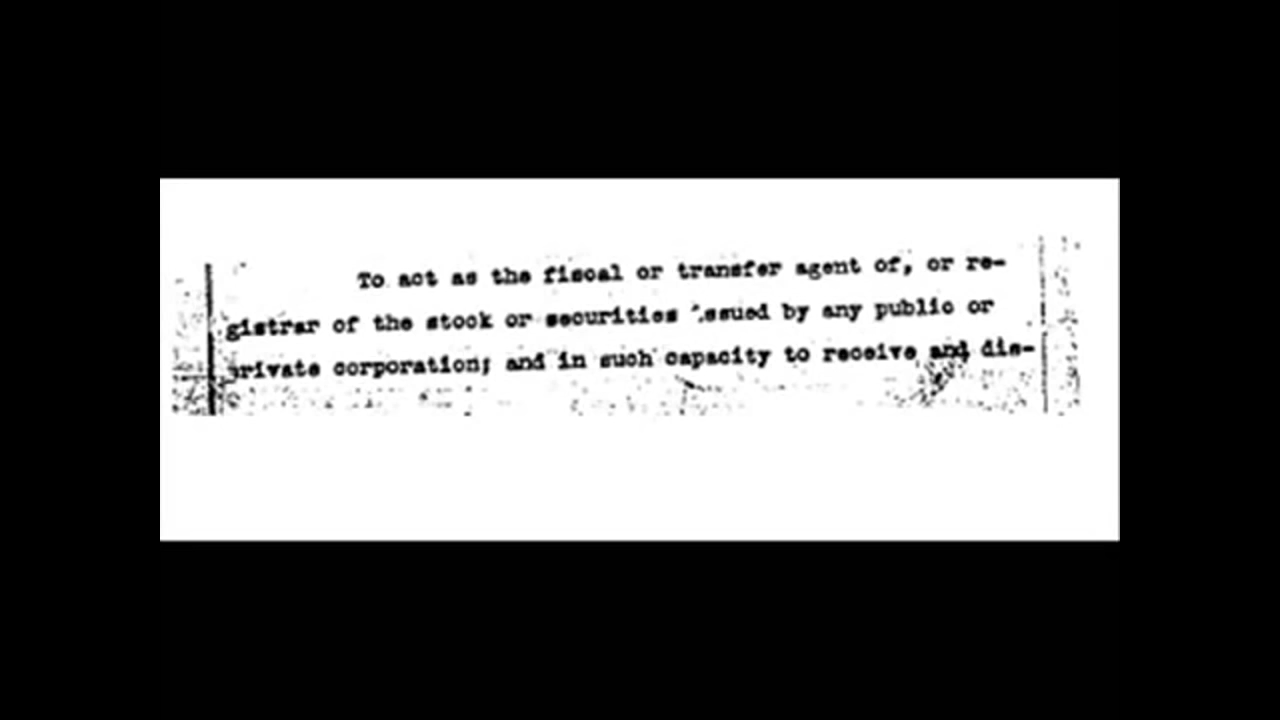 To act as the fiscal or transfer agent of, or re-
gistrar of the stock or securities issued by any public or
private corporation; and in such capacity to receive and dis-